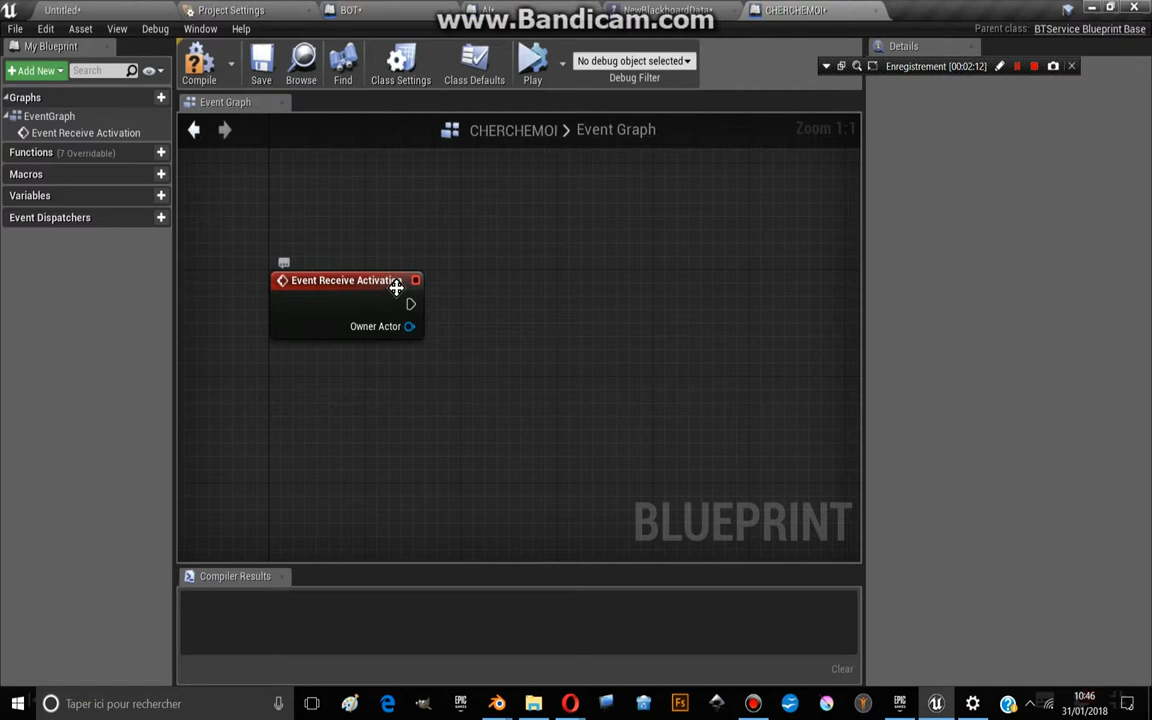 www.Bandicam.com
Untitled*
Project Settings
BOT*
AI*
NewBlackboardData*
CHERCHEMOI*
File Edit Asset View Window Debug Help
Parent class: BTService Blueprint Base
My Blueprint
Details
+Add New
Search
Compile
Save
Browse
Find
Class Settings
Class Defaults
Play
No debug object selected
Debug Filter
Enregistrement [00:02:12]
Graphs
EventGraph
Event Receive Activation
Functions (7 Overridable)
Macros
Variables
Event Dispatchers
Event Graph
CHERCHEMOI > Event Graph
Zoom 1:1
Event Receive Activation
Owner Actor
BLUEPRINT
Compiler Results
Clear
Taper ici pour rechercher
10:46
31/01/2018